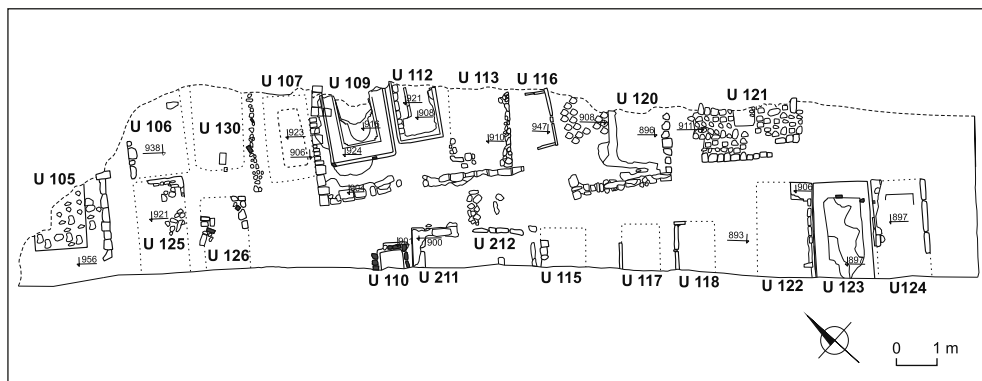 U 107
U 109
U 112
U 113
U 116
U 120
U 121
U 106
U 130
U 105
938
923
906
924
921
908
910
947
908
896
911
906
921
956
900
893
897
897
U 125
U 126
U 110
U 211
U 212
U 115
U 117
U 118
U 122
U 123
U124
0 1 m